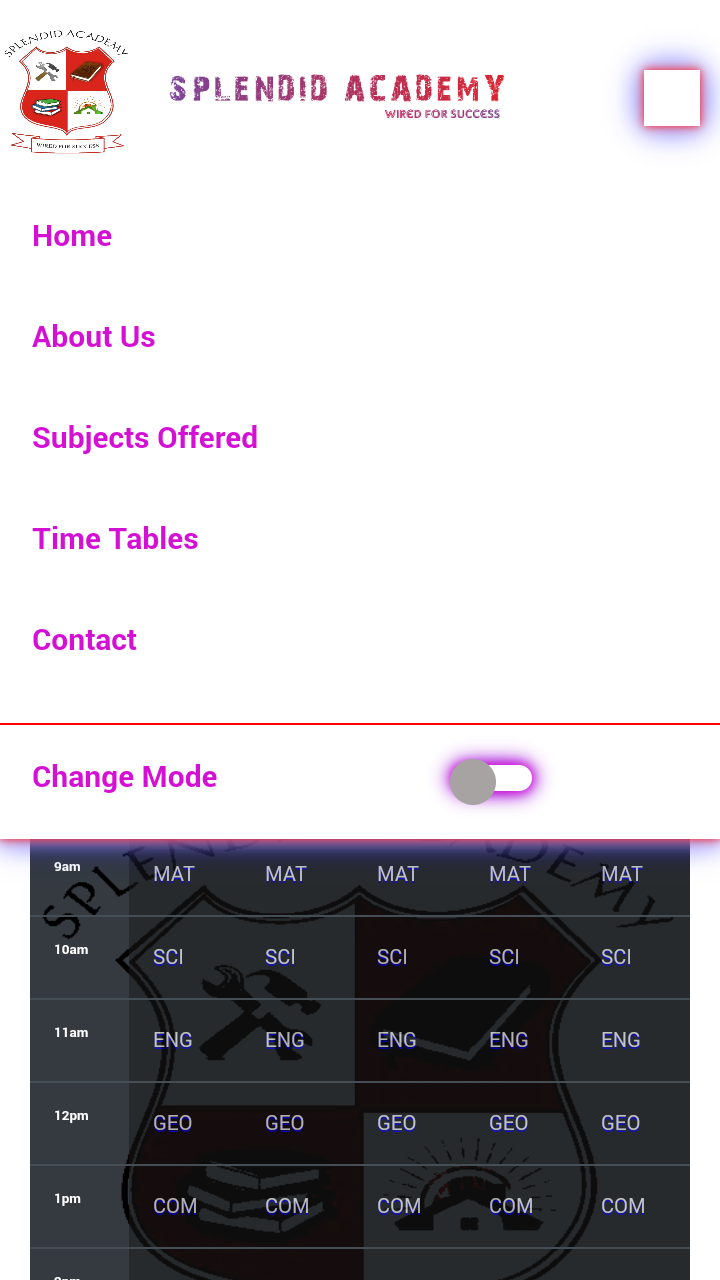 SPLENDID ACADEMY
WIRED FOR SUCCESS
SPLENDID ACADEMY
WIRED FOR SUCCESS
Home
About Us
Subjects Offered
Time Tables
Contact
Change Mode
SPLENDID ACADEMY
9am MAT MAT MAT MAT MAT
10am SCI SCI SCI SCI SCI
11am ENG ENG ENG ENG ENG
12pm GEO GEO GEO GEO GEO
1pm COM COM COM COM COM